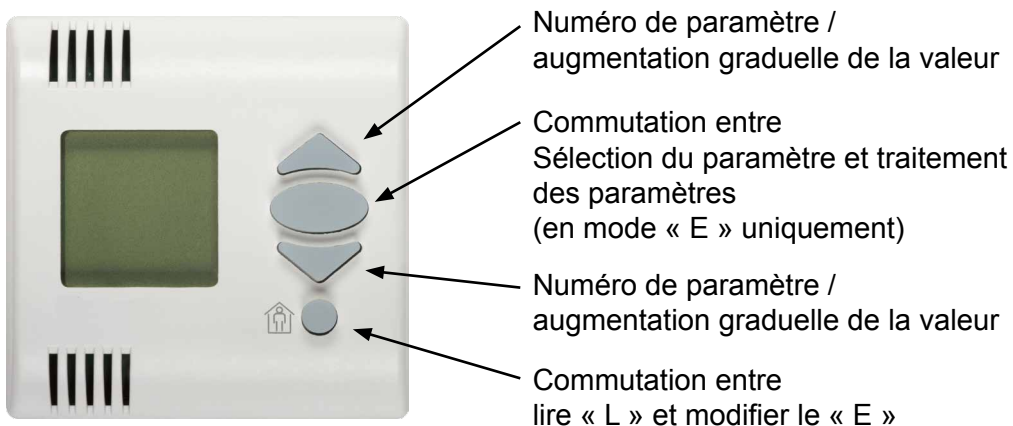 Numéro de paramètre /
augmentation graduelle de la valeur
Commutation entre
Sélection du paramètre et traitement
des paramètres
(en mode « E » uniquement)
Numéro de paramètre /
augmentation graduelle de la valeur
Commutation entre
lire « L » et modifier le « E »